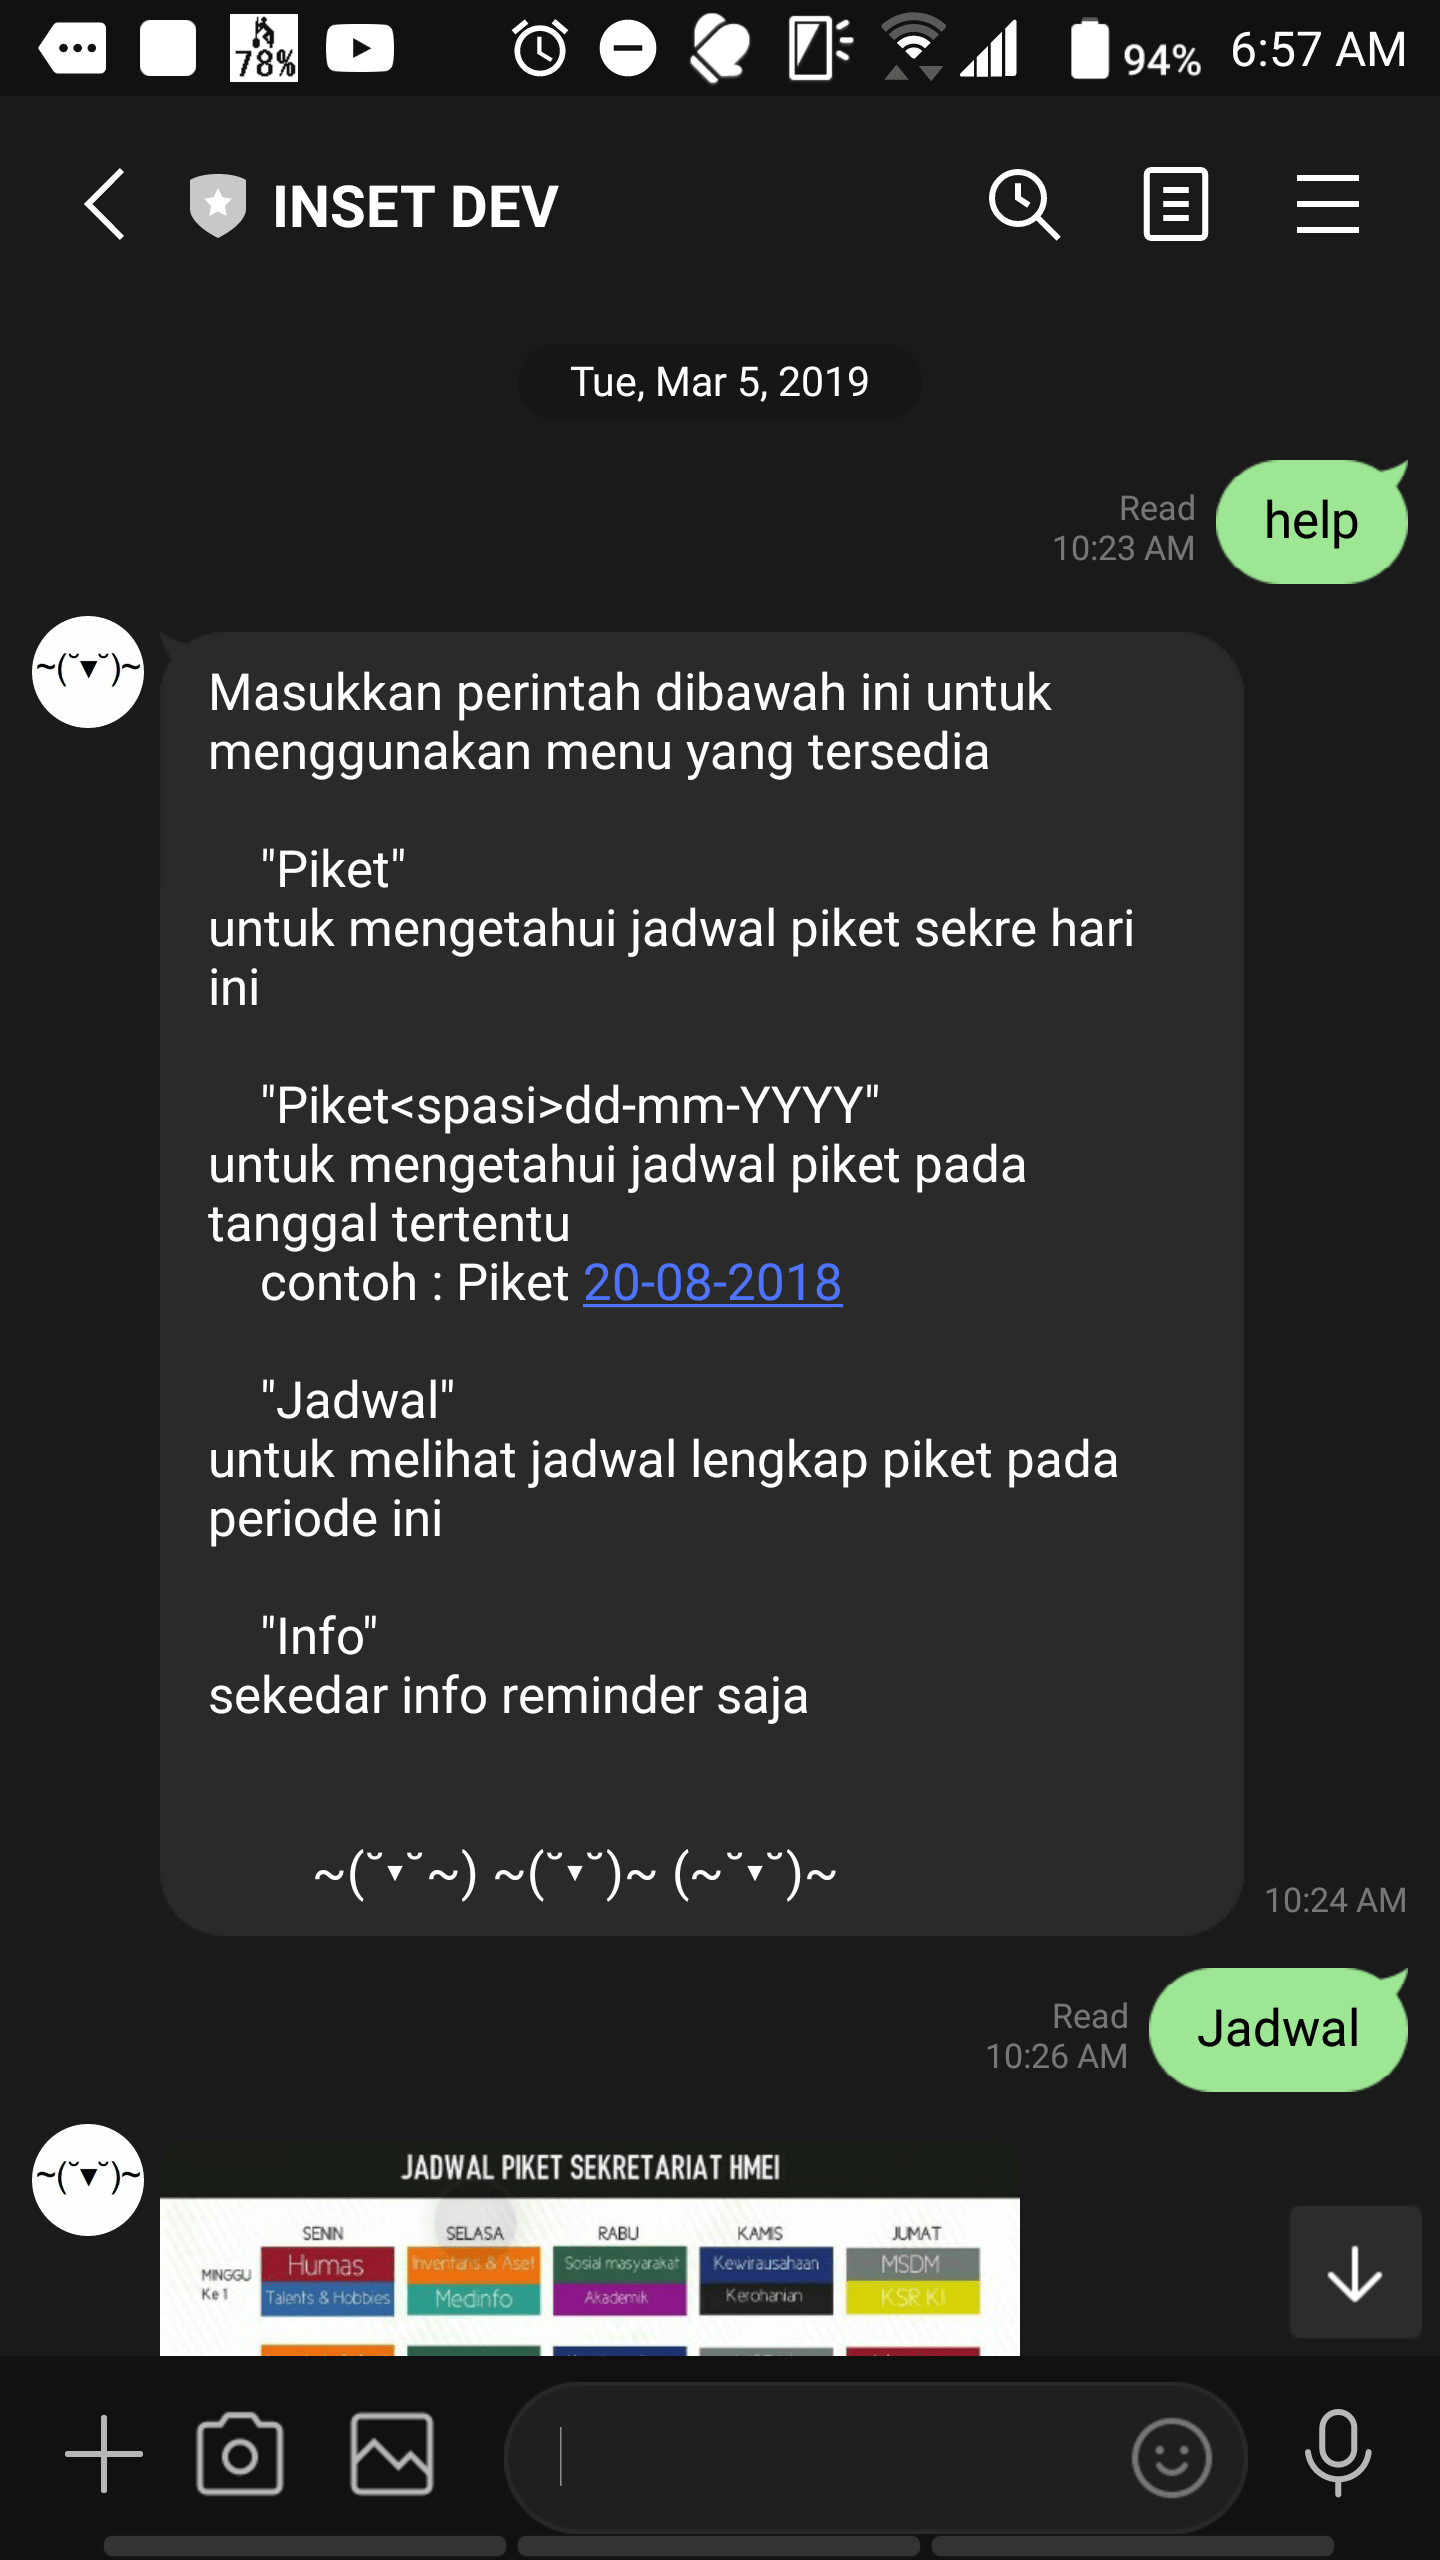 78%
94% 6:57 AM
INSET DEV
Tue, Mar 5, 2019
Read
10:23 AM
help
~(˘▼˘)~
Masukkan perintah dibawah ini untuk
menggunakan menu yang tersedia
"Piket"
untuk mengetahui jadwal piket sekre hari
ini
"Piket<spasi>dd-mm-YYYY"
untuk mengetahui jadwal piket pada
tanggal tertentu
contoh : Piket 20-08-2018
"Jadwal"
untuk melihat jadwal lengkap piket pada
periode ini
"Info"
sekedar info reminder saja
~(˘▾˘~) ~(˘▾˘)~ (~˘▾˘)~
10:24 AM
Read
10:26 AM
Jadwal
~(˘▼˘)~
JADWAL PIKET SEKRETARIAT HMEI
SENIN SELASA RABU KAMIS JUMAT
MINGGU
Ke 1
Humas Inventaris & Aset Sosial masyarakat Kewirausahaan MSDM
Talents & Hobbies Medinfo Akademik Kerohanian KSR KI